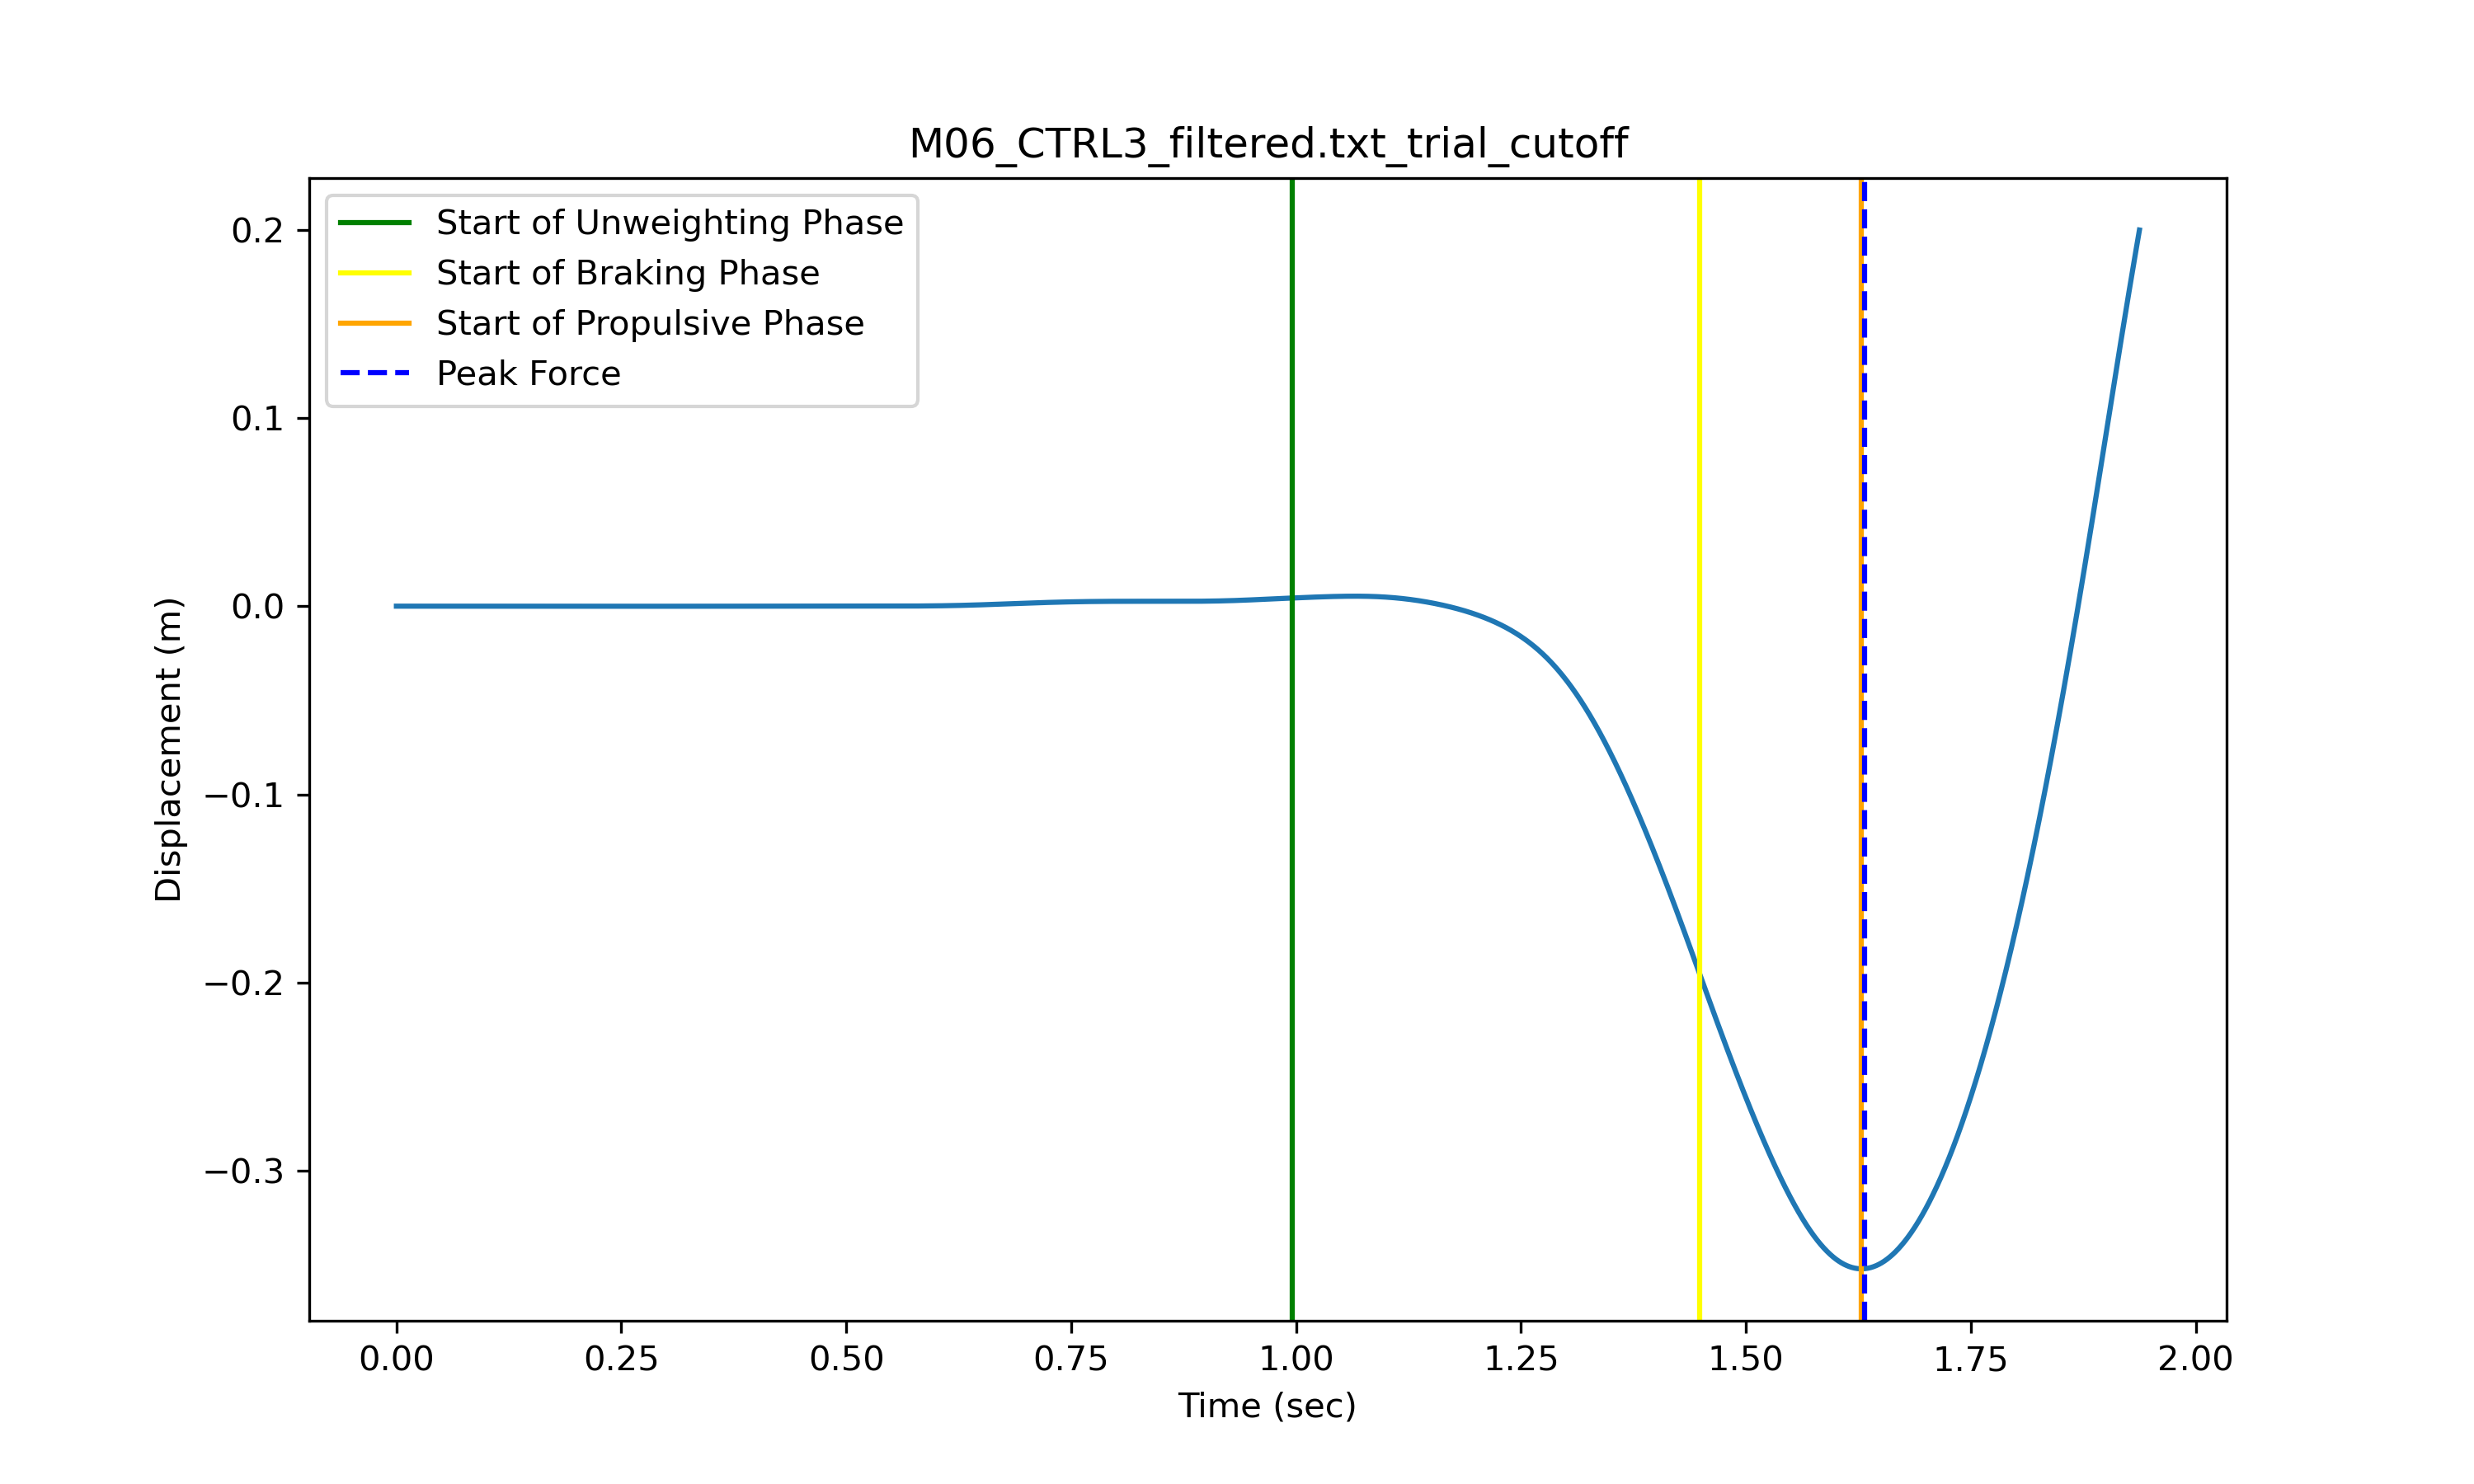 M06_CTRL3_filtered.txt_trial_cutoff
Start of Unweighting Phase
Start of Braking Phase
Start of Propulsive Phase
Peak Force
0.2
0.1
0.0
−0.1
−0.2
−0.3
Displacement (m)
0.00 0.25 0.50 0.75 1.00 1.25 1.50 1.75 2.00
Time (sec)